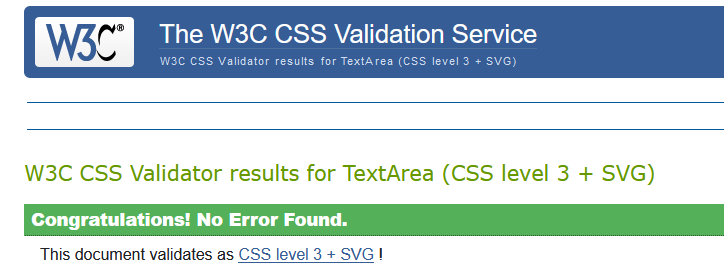 W3C®
The W3C CSS Validation Service
W3C CSS Validator results for TextArea (CSS level 3 + SVG)
W3C CSS Validator results for TextArea (CSS level 3 + SVG)
Congratulations! No Error Found.
This document validates as CSS level 3 + SVG !